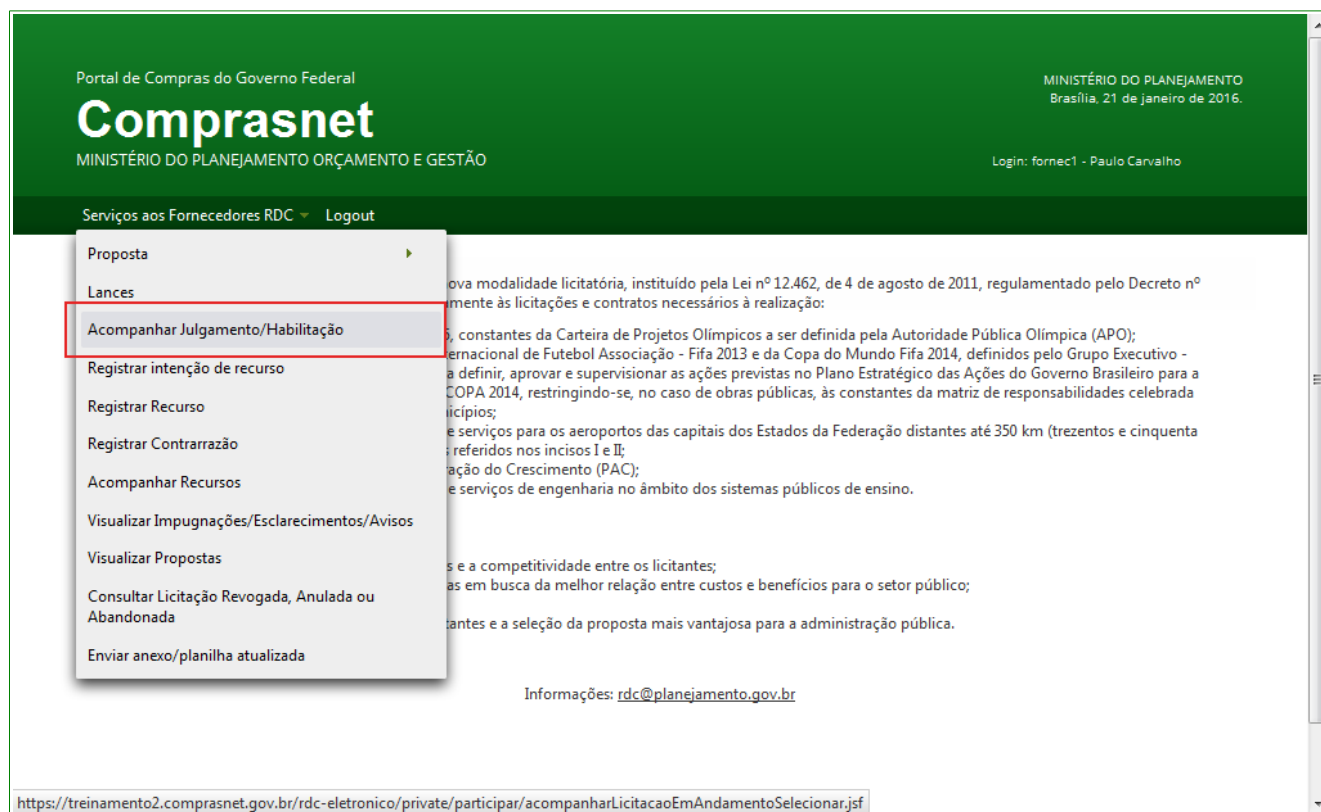 Portal de Compras do Governo Federal
Comprasnet
MINISTÉRIO DO PLANEJAMENTO ORÇAMENTO E GESTÃO
MINISTÉRIO DO PLANEJAMENTO
Brasília, 21 de janeiro de 2016.
Login: fornec1 - Paulo Carvalho
Serviços aos Fornecedores RDC Logout
Proposta
Lances
Acompanhar Julgamento/Habilitação
Registrar intenção de recurso
Registrar Recurso
Registrar Contrarrazão
Acompanhar Recursos
Visualizar Impugnações/Esclarecimentos/Avisos
Visualizar Propostas
Consultar Licitação Revogada, Anulada ou
Abandonada
Enviar anexo/planilha atualizada
ova modalidade licitatória, instituído pela Lei nº 12.462, de 4 de agosto de 2011, regulamentado pelo Decreto nº
mente às licitações e contratos necessários à realização:
, constantes da Carteira de Projetos Olímpicos a ser definida pela Autoridade Pública Olímpica (APO);
ernacional de Futebol Associação - Fifa 2013 e da Copa do Mundo Fifa 2014, definidos pelo Grupo Executivo -
a definir, aprovar e supervisionar as ações previstas no Plano Estratégico das Ações do Governo Brasileiro para a
COPA 2014, restringindo-se, no caso de obras públicas, às constantes da matriz de responsabilidades celebrada
icípios;
e serviços para os aeroportos das capitais dos Estados da Federação distantes até 350 km (trezentos e cinquenta
s referidos nos incisos I e II;
ração do Crescimento (PAC);
e serviços de engenharia no âmbito dos sistemas públicos de ensino.
s e a competitividade entre os licitantes;
as em busca da melhor relação entre custos e benefícios para o setor público;
tantes e a seleção da proposta mais vantajosa para a administração pública.
Informações: rdc@planejamento.gov.br
https://treinamento2.comprasnet.gov.br/rdc-eletronico/private/participar/acompanharLicitacaoEmAndamentoSelecionar.jsf